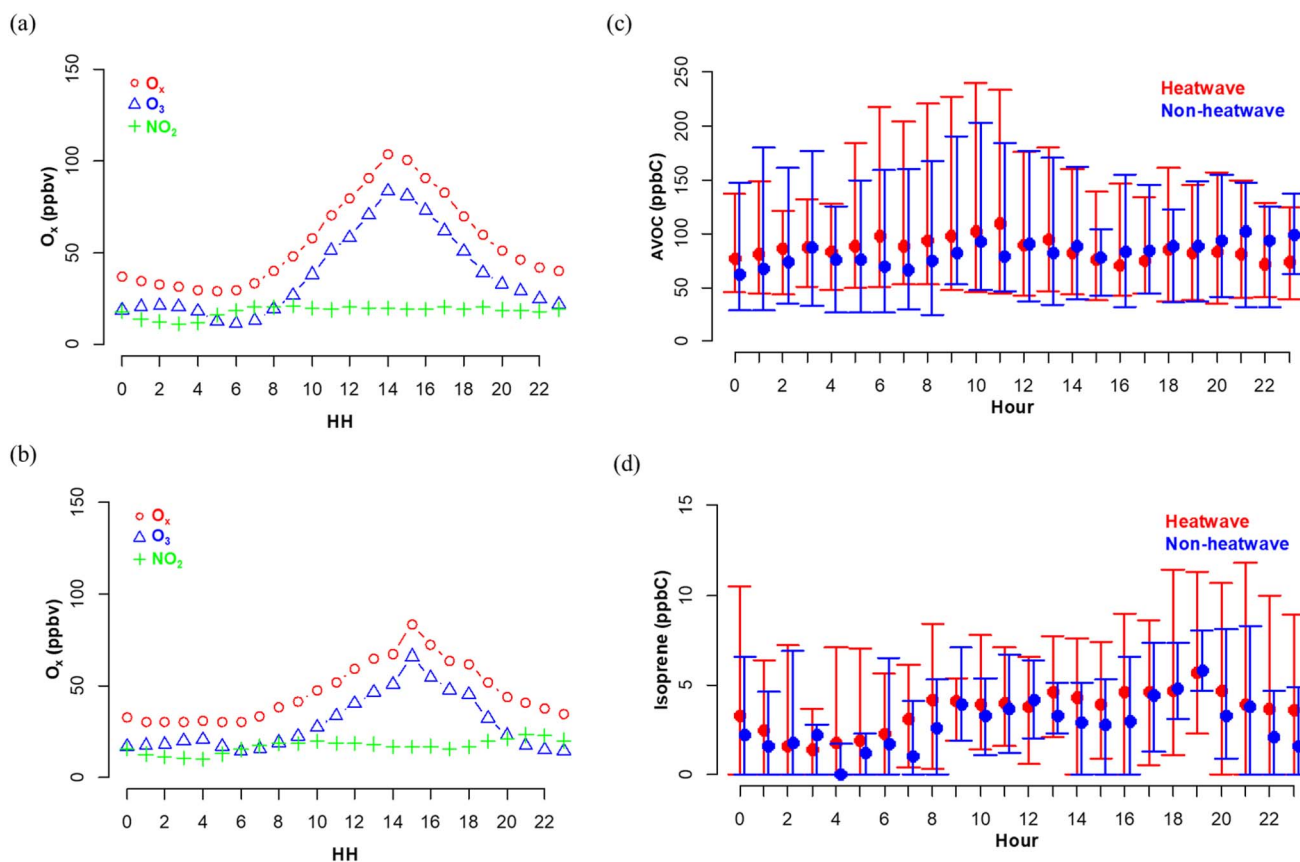 (a)
Oₓ (ppbv)
150
100
50
0
Oₓ
O₃
NO₂
0 2 4 6 8 10 12 14 16 18 20 22
HH
(c)
AVOC (ppbC)
250
200
150
100
50
0
Heatwave
Non-heatwave
0 2 4 6 8 10 12 14 16 18 20 22
Hour
(b)
Oₓ (ppbv)
150
100
50
0
Oₓ
O₃
NO₂
0 2 4 6 8 10 12 14 16 18 20 22
HH
(d)
Isoprene (ppbC)
15
10
5
0
Heatwave
Non-heatwave
0 2 4 6 8 10 12 14 16 18 20 22
Hour